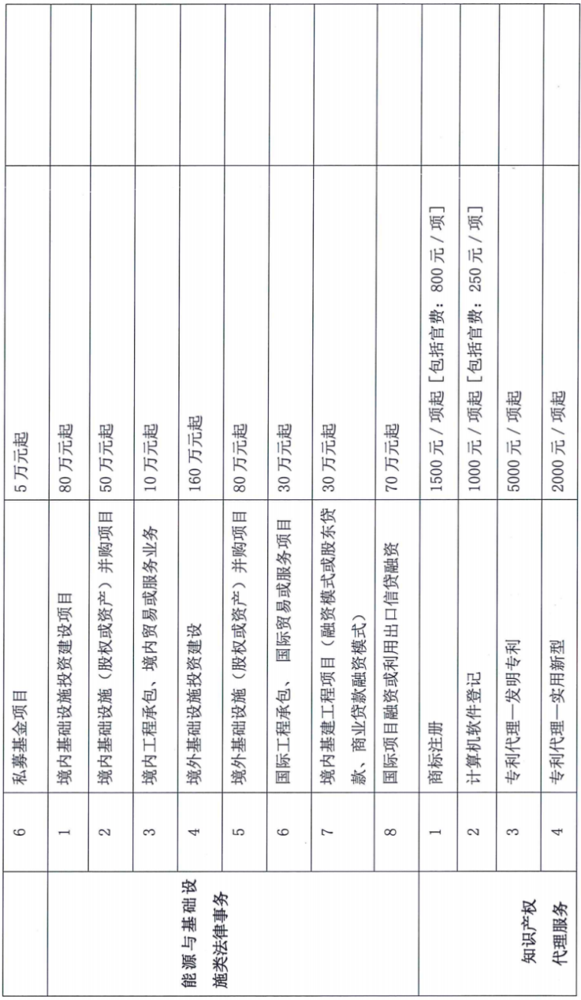 6 私募基金项目 5 万元起
能源与基础设
施类法律事务
1 境内基础设施投资建设项目 80 万元起
2 境内基础设施（股权或资产）并购项目 50 万元起
3 境内工程承包、境内贸易或服务业务 10 万元起
4 境外基础设施投资建设 160 万元起
5 境外基础设施（股权或资产）并购项目 80 万元起
6 国际工程承包、 国际贸易或服务项目 30 万元起
7 境内基建工程项目（融资模式或股东贷
款、商业贷款融资模式） 30 万元起
8 国际项目融资或利用出口信贷融资 70 万元起
知识产权
代理服务
1 商标注册 1500 元／项起［包括官费：800 元／项］
2 计算机软件登记 1000 元／项起［包括官费：250 元／项］
3 专利代理—发明专利 5000 元／项起
4 专利代理—实用新型 2000 元／项起